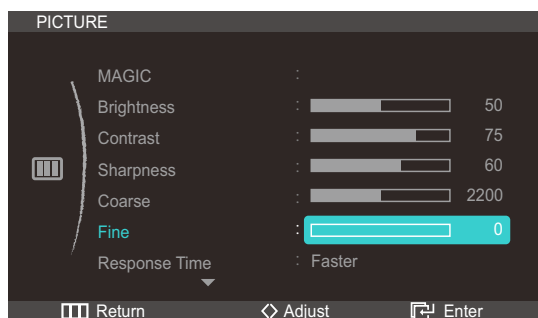 PICTURE
MAGIC :
Brightness : 50
Contrast : 75
Sharpness : 60
Coarse : 2200
Fine : 0
Response Time : Faster
Return Adjust Enter